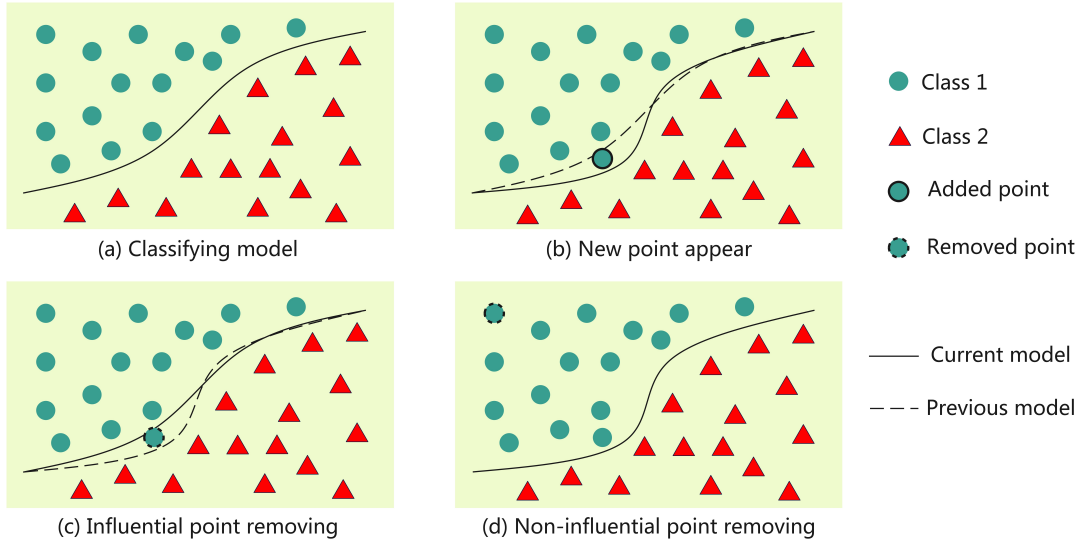 (a) Classifying model
(b) New point appear
(c) Influential point removing
(d) Non-influential point removing
Class 1
Class 2
Added point
Removed point
Current model
Previous model